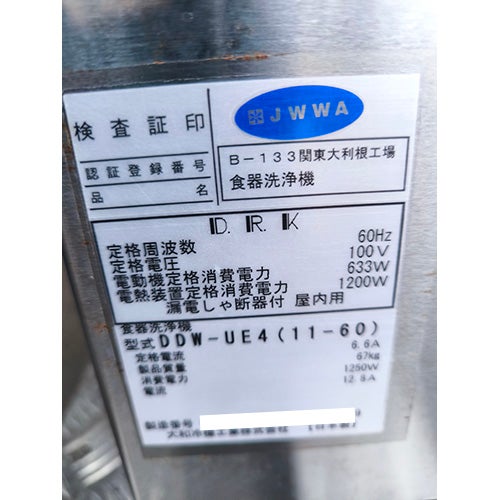 検査証印
JWWA
認証登録番号 B-133関東大利根工場
品名 食器洗浄機
D.R.K
定格周波数 60Hz
定格電圧 100V
電動機定格消費電力 633W
電熱装置定格消費電力 1200W
漏電しゃ断器付 屋内用
食器洗浄機
型式 DDW-UE4(11-60)
定格電流 6.6A
製品質量 67kg
消費電力 1250W
電流 12.8A
製造番号
大和冷機工業株式会社 【日本製】